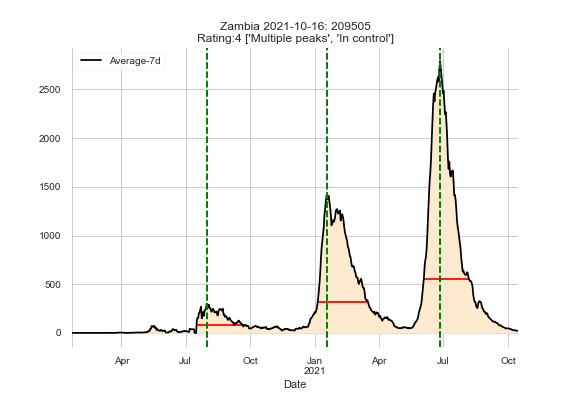 Zambia 2021-10-16: 209505
Rating:4 ['Multiple peaks', 'In control']
Average-7d
2500
2000
1500
1000
500
0
Apr
Jul
Oct
Jan
2021
Apr
Jul
Oct
Date